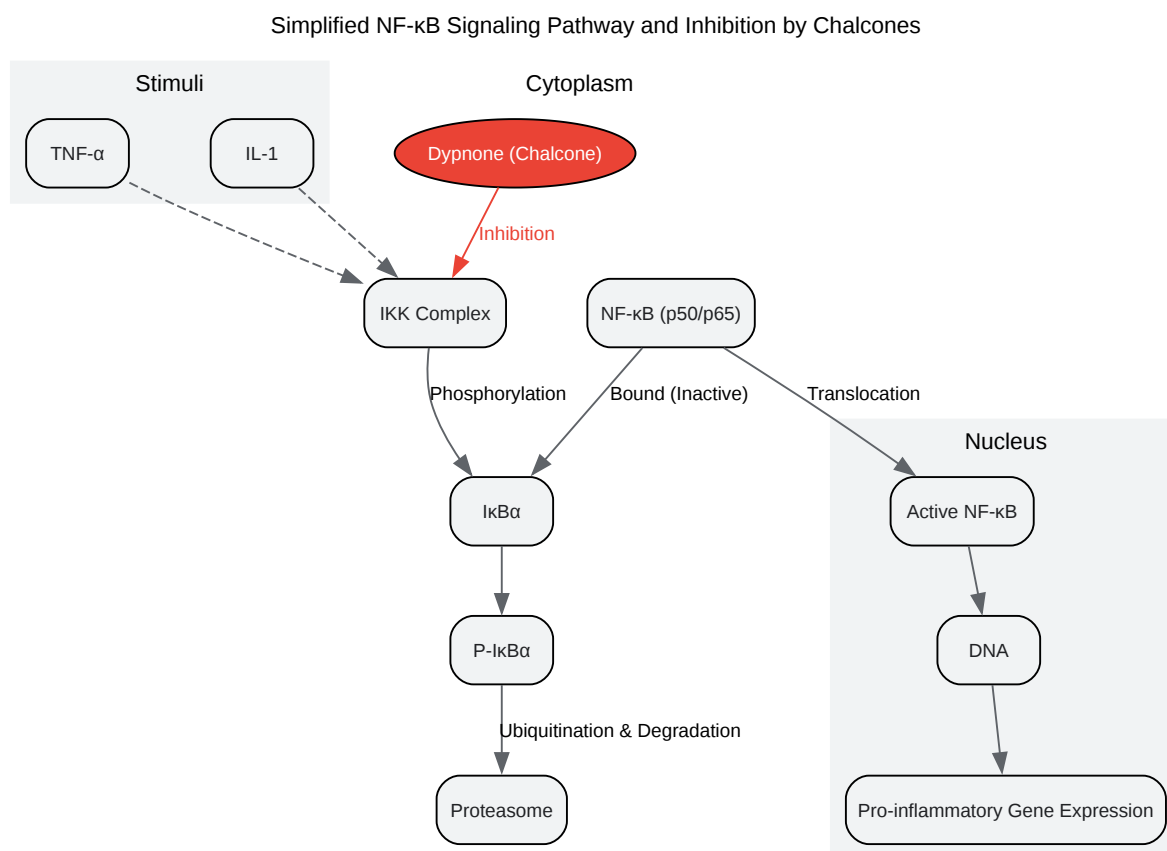 Simplified NF-κB Signaling Pathway and Inhibition by Chalcones
Stimuli
Cytoplasm
TNF-α
IL-1
Dypnone (Chalcone)
Inhibition
IKK Complex
NF-κB (p50/p65)
Phosphorylation
Bound (Inactive)
Translocation
Nucleus
IκBα
Active NF-κB
P-IκBα
DNA
Ubiquitination & Degradation
Proteasome
Pro-inflammatory Gene Expression